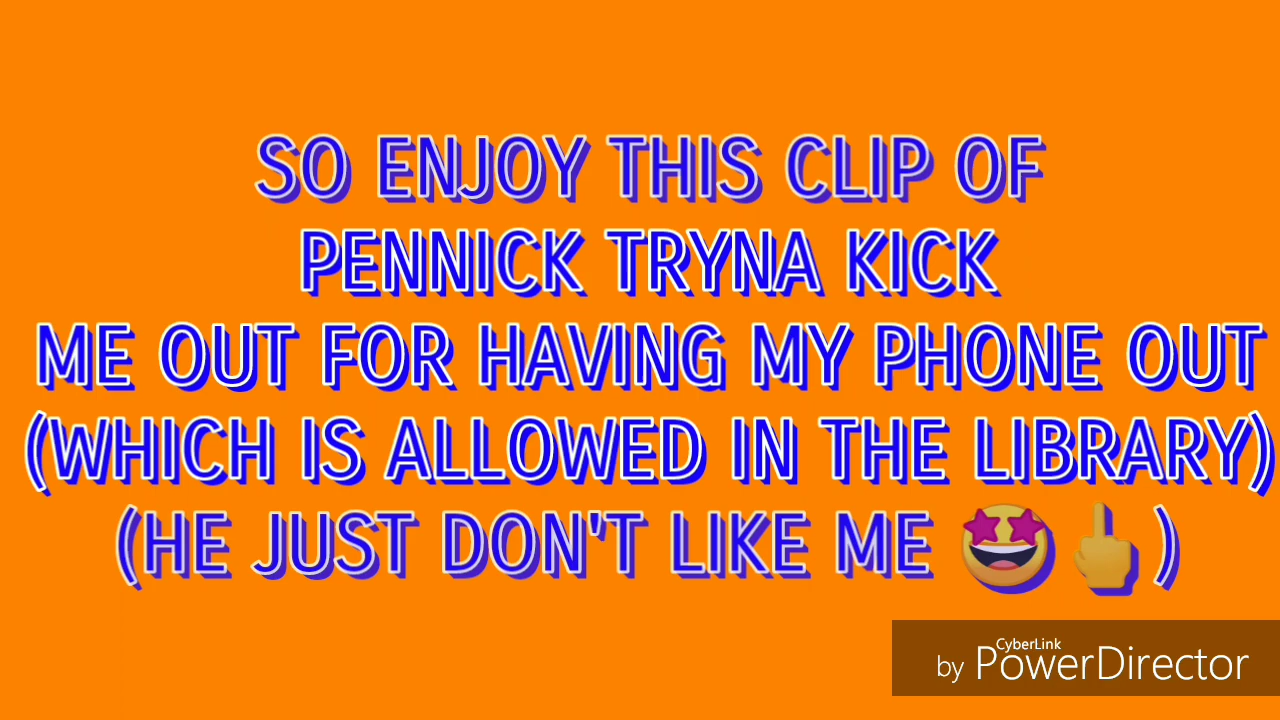 SO ENJOY THIS CLIP OF
PENNICK TRYNA KICK
ME OUT FOR HAVING MY PHONE OUT
(WHICH IS ALLOWED IN THE LIBRARY)
(HE JUST DON'T LIKE ME 🤩🖕)
CyberLink
by PowerDirector